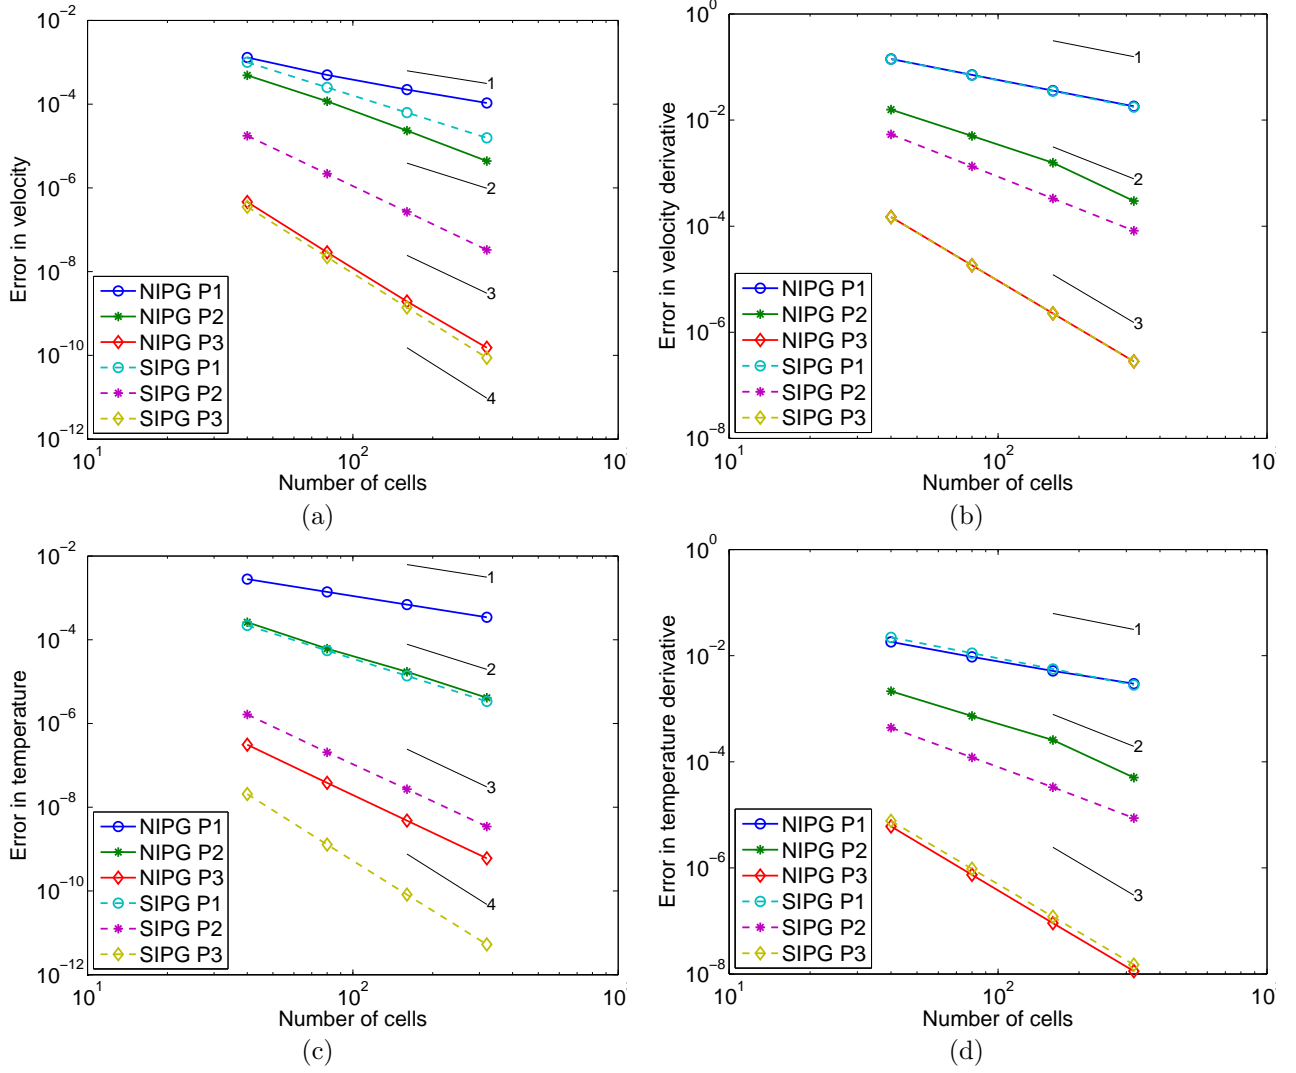 10^-2
10^-4
10^-6
10^-8
10^-10
10^-12
Error in velocity
1
2
3
4
NIPG P1
NIPG P2
NIPG P3
SIPG P1
SIPG P2
SIPG P3
10^1
10^2
10
Number of cells
(a)
10^0
10^-2
10^-4
10^-6
10^-8
Error in velocity derivative
1
2
3
NIPG P1
NIPG P2
NIPG P3
SIPG P1
SIPG P2
SIPG P3
10^1
10^2
10
Number of cells
(b)
10^-2
10^-4
10^-6
10^-8
10^-10
10^-12
Error in temperature
1
2
3
4
NIPG P1
NIPG P2
NIPG P3
SIPG P1
SIPG P2
SIPG P3
10^1
10^2
10
Number of cells
(c)
10^0
10^-2
10^-4
10^-6
10^-8
Error in temperature derivative
1
2
3
NIPG P1
NIPG P2
NIPG P3
SIPG P1
SIPG P2
SIPG P3
10^1
10^2
10
Number of cells
(d)